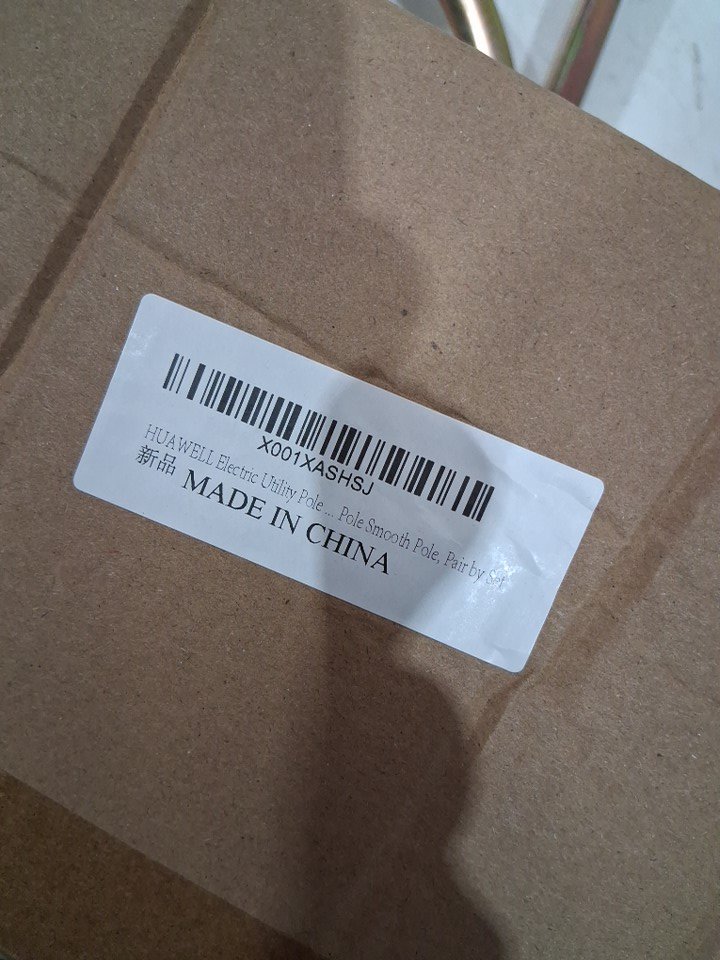 X001XASHSJ
HUAWELL Electric Utility Pole ... Pole Smooth Pole, Pair by Set
新品
MADE IN CHINA